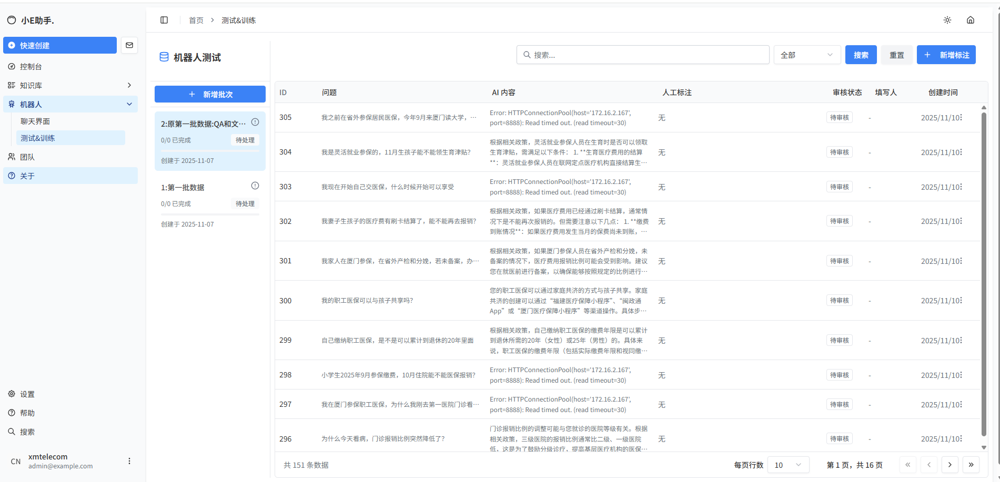 小E助手.
快速创建
控制台
知识库
机器人
聊天界面
测试&训练
团队
关于
设置
帮助
搜索
CN
xmtelecom
admin@example.com
首页
测试&训练
机器人测试
搜索...
全部
搜索
重置
新增标注
新增批次
2:原第一批数据:QA和文···
0/0 已完成
待处理
创建于 2025-11-07
1:第一批数据
0/0 已完成
待处理
创建于 2025-11-07
ID 问题 AI 内容 人工标注 审核状态 填写人 创建时间
305 我之前在省外参保居民医保，今年9月来厦门读大学，··· Error: HTTPConnectionPool(host='172.16.2.167', 无 待审核 - 2025/11/10
port=8888): Read timed out. (read timeout=30)
304 我是灵活就业参保的，11月生孩子能不能领生育津贴？ 根据相关政策，灵活就业参保人员在生育时是否可以领取 无 待审核 - 2025/11/10
生育津贴，需满足以下条件： 1. **生育医疗费用的结算
**：灵活就业参保人员在联网定点医疗机构直接结算生···
303 我现在开始自己交医保，什么时候开始可以享受 Error: HTTPConnectionPool(host='172.16.2.167', 无 待审核 - 2025/11/10
port=8888): Read timed out. (read timeout=30)
302 我妻子生孩子的医疗费有刷卡结算了，能不能再去报销？ 根据相关政策，如果医疗费用已经通过刷卡结算，通常情 无 待审核 - 2025/11/10
况下是不能再次报销的。但需要注意以下几点： 1. **缴费
到账情况**：如果医疗费用发生当月的保费尚未到账，···
301 我家人在厦门参保，在省外产检和分娩，若未备案，办··· 根据相关政策，如果厦门参保人员在省外产检和分娩，未 无 待审核 - 2025/11/10
备案的情况下，医疗费用报销比例可能会受到影响。建议
您在就医前进行备案，以确保能够按照规定的比例进行···
300 我的职工医保可以与孩子共享吗？ 您的职工医保可以通过家庭共济的方式与孩子共享。家庭 无 待审核 - 2025/11/10
共济的创建可以通过“福建医疗保障小程序”、“闽政通
App”或“厦门医疗保障小程序”等渠道操作。具体步···
299 自己缴纳职工医保，是不是可以累计到退休的20年里面 根据相关政策，自己缴纳职工医保的缴费年限是可以累计 无 待审核 - 2025/11/10
到退休所需的20年（女性）或25年（男性）的。具体来
说，职工医保的缴费年限（包括实际缴费年限和视同缴···
298 小学生2025年9月参保缴费，10月住院能不能医保报销？ Error: HTTPConnectionPool(host='172.16.2.167', 无 待审核 - 2025/11/10
port=8888): Read timed out. (read timeout=30)
297 我在厦门参保职工医保，为什么我刚去第一医院门诊看··· Error: HTTPConnectionPool(host='172.16.2.167', 无 待审核 - 2025/11/10
port=8888): Read timed out. (read timeout=30)
296 为什么今天看病，门诊报销比例突然降低了？ 门诊报销比例的调整可能与您就诊的医院等级有关。根据 无 待审核 - 2025/11/10
相关政策，三级医院的报销比例通常比二级、一级医院
低，这是为了鼓励分级诊疗，提高基层医疗机构的医保···
共 151 条数据
每页行数 10 第 1 页，共 16 页